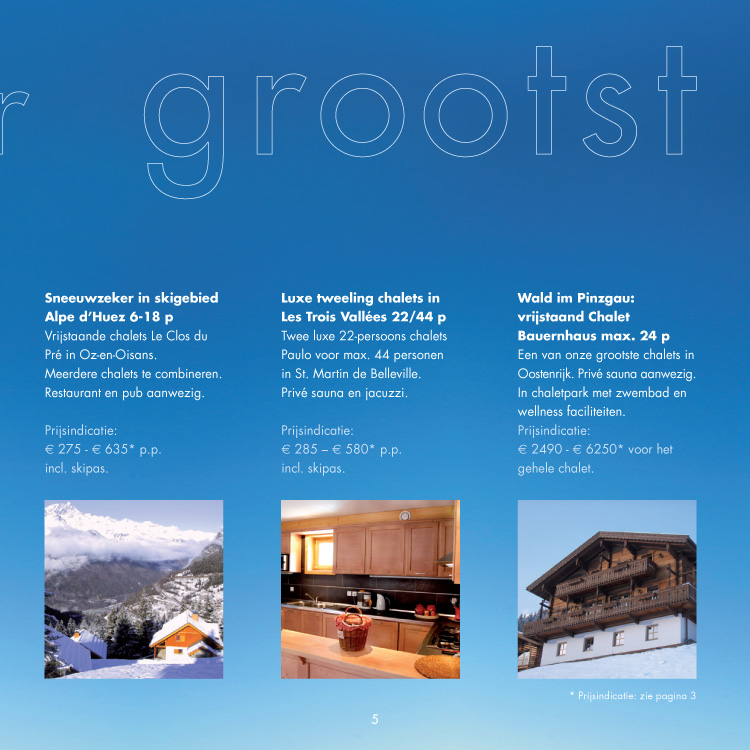 r grootst
Sneeuwzeker in skigebied
Alpe d’Huez 6-18 p
Vrijstaande chalets Le Clos du
Pré in Oz-en-Oisans.
Meerdere chalets te combineren.
Restaurant en pub aanwezig.
Prijsindicatie:
€ 275 - € 635* p.p.
incl. skipas.
Luxe tweeling chalets in
Les Trois Vallées 22/44 p
Twee luxe 22-persoons chalets
Paulo voor max. 44 personen
in St. Martin de Belleville.
Privé sauna en jacuzzi.
Prijsindicatie:
€ 285 – € 580* p.p.
incl. skipas.
Wald im Pinzgau:
vrijstaand Chalet
Bauernhaus max. 24 p
Een van onze grootste chalets in
Oostenrijk. Privé sauna aanwezig.
In chaletpark met zwembad en
wellness faciliteiten.
Prijsindicatie:
€ 2490 - € 6250* voor het
gehele chalet.
* Prijsindicatie: zie pagina 3
5